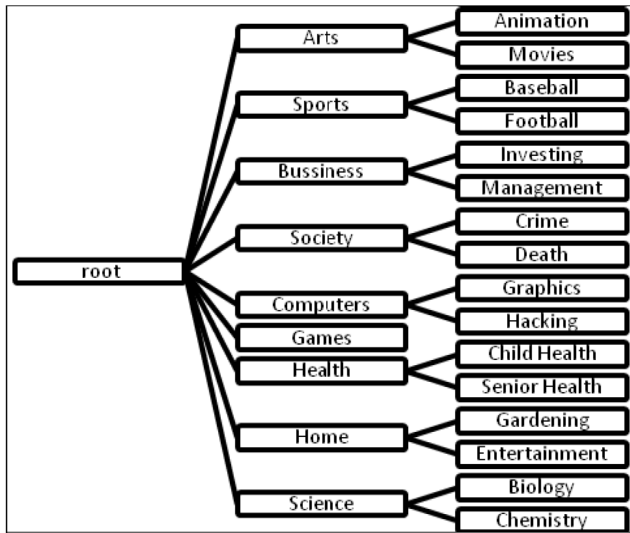 Animation
Arts
Movies
Baseball
Sports
Football
Investing
Bussiness
Management
Crime
Society
Death
root
Graphics
Computers
Hacking
Games
Child Health
Health
Senior Health
Gardening
Home
Entertainment
Biology
Science
Chemistry